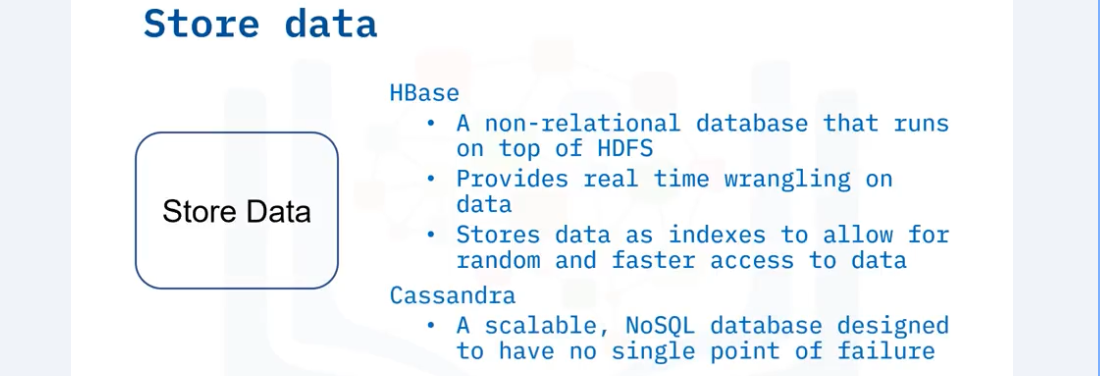 Store data
Store Data
HBase
• A non-relational database that runs
on top of HDFS
• Provides real time wrangling on
data
• Stores data as indexes to allow for
random and faster access to data
Cassandra
• A scalable, NoSQL database designed
to have no single point of failure